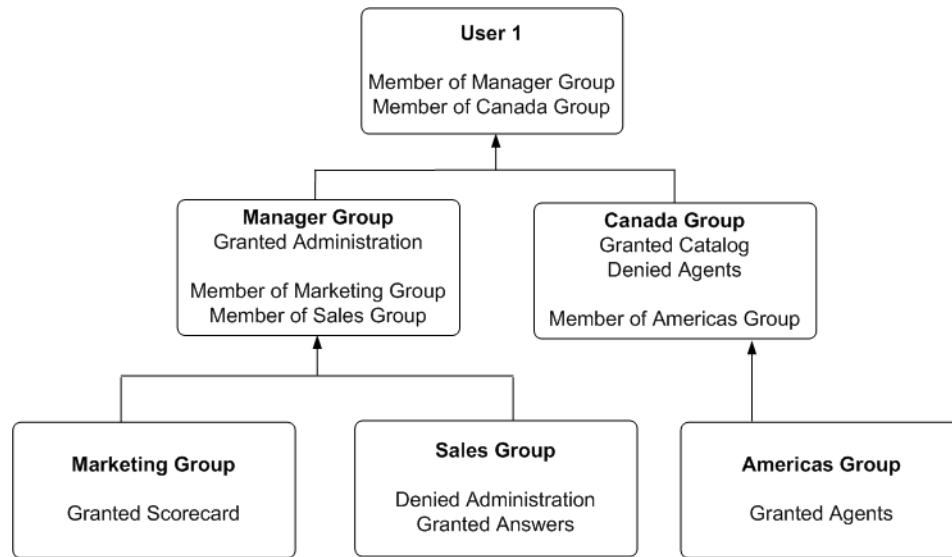 User 1
Member of Manager Group
Member of Canada Group
Manager Group
Granted Administration
Member of Marketing Group
Member of Sales Group
Canada Group
Granted Catalog
Denied Agents
Member of Americas Group
Marketing Group
Granted Scorecard
Sales Group
Denied Administration
Granted Answers
Americas Group
Granted Agents